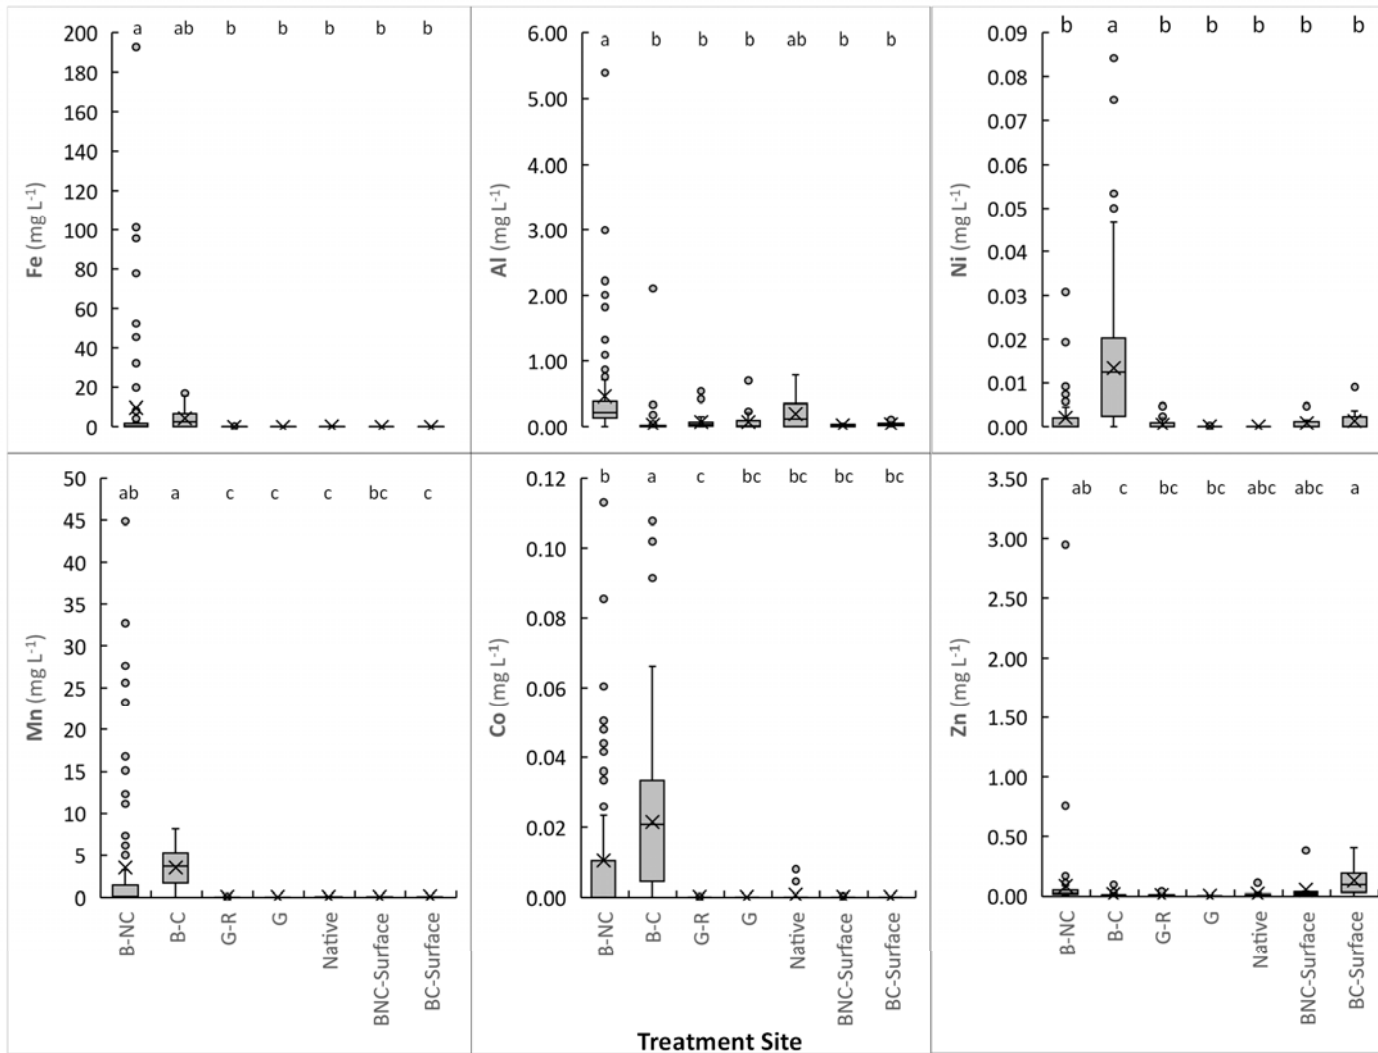 a ab b b b b b
200
180
160
140
120
100
80
60
40
20
0
Fe (mg L-1)
a b b b ab b b
6.00
5.00
4.00
3.00
2.00
1.00
0.00
Al (mg L-1)
b a b b b b b
0.09
0.08
0.07
0.06
0.05
0.04
0.03
0.02
0.01
0.00
Ni (mg L-1)
ab a c c c bc c
50
45
40
35
30
25
20
15
10
5
0
Mn (mg L-1)
B-NC
B-C
G-R
G
Native
BNC-Surface
BC-Surface
b a c bc bc bc bc
0.12
0.10
0.08
0.06
0.04
0.02
0.00
Co (mg L-1)
B-NC
B-C
G-R
G
Native
BNC-Surface
BC-Surface
ab c bc bc abc abc a
3.50
3.00
2.50
2.00
1.50
1.00
0.50
0.00
Zn (mg L-1)
B-NC
B-C
G-R
G
Native
BNC-Surface
BC-Surface
Treatment Site